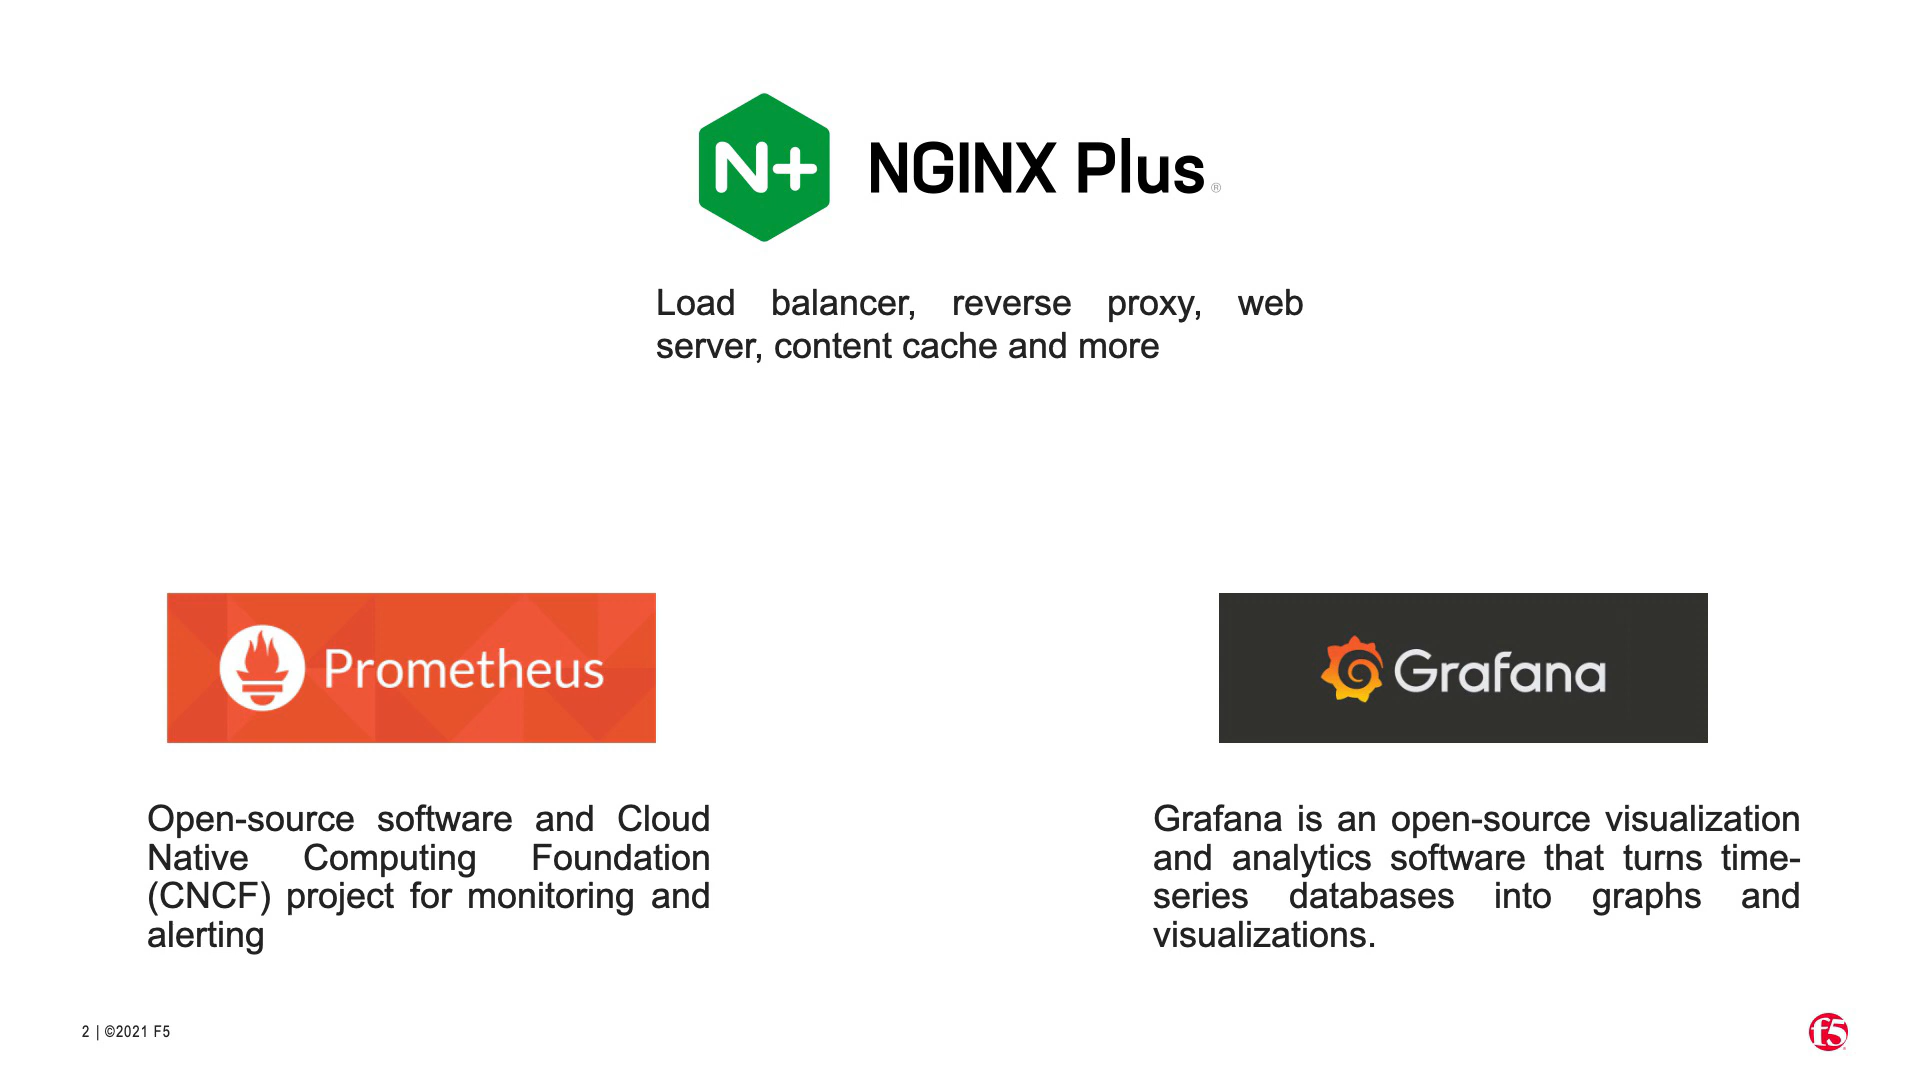 N+ NGINX Plus ®
Load balancer, reverse proxy, web
server, content cache and more
Prometheus
Grafana
Open-source software and Cloud
Native Computing Foundation
(CNCF) project for monitoring and
alerting
Grafana is an open-source visualization
and analytics software that turns time-
series databases into graphs and
visualizations.
2 | ©2021 F5
f5